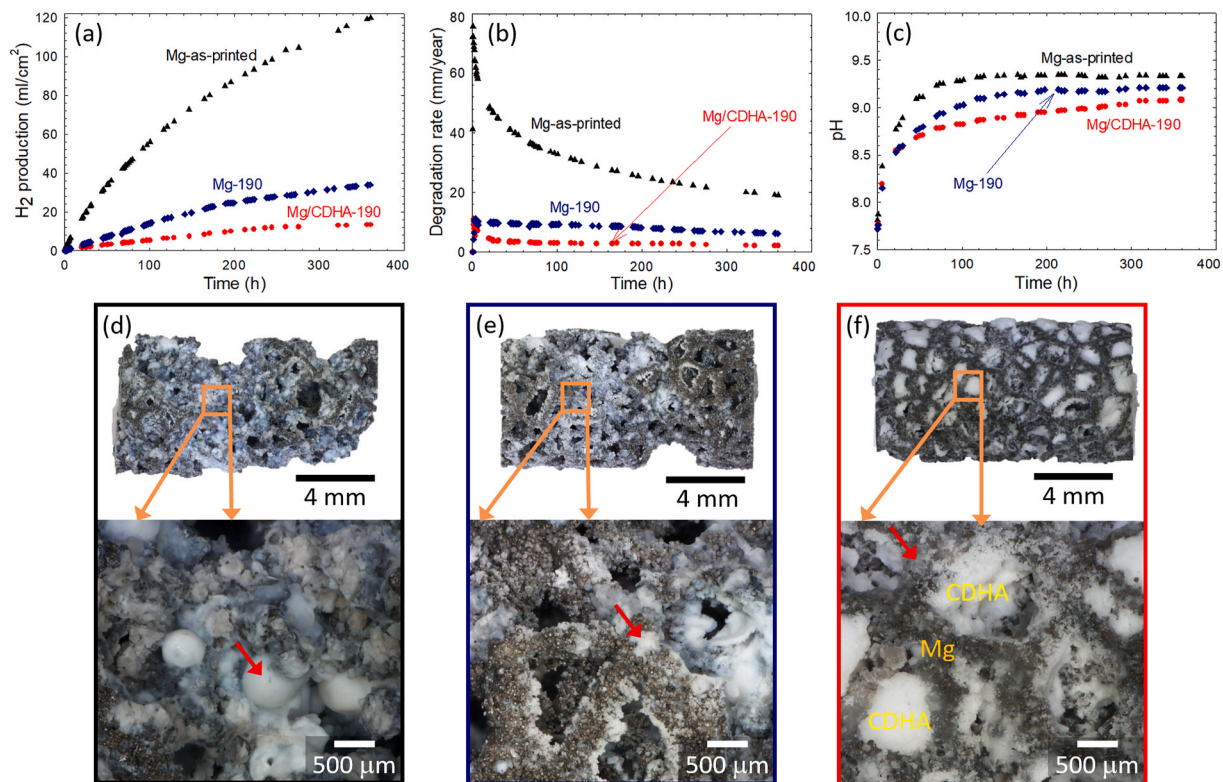 (a)
Mg-as-printed
Mg-190
Mg/CDHA-190
H2 production (ml/cm²)
120
100
80
60
40
20
0
0
100
200
300
400
Time (h)
(b)
Mg-as-printed
Mg/CDHA-190
Mg-190
Degradation rate (mm/year)
80
60
40
20
0
0
100
200
300
400
Time (h)
(c)
Mg-as-printed
Mg/CDHA-190
Mg-190
pH
9.5
9.0
8.5
8.0
7.5
0
100
200
300
400
Time (h)
(d)
4 mm
500 µm
(e)
4 mm
500 µm
(f)
4 mm
CDHA
Mg
CDHA
500 µm